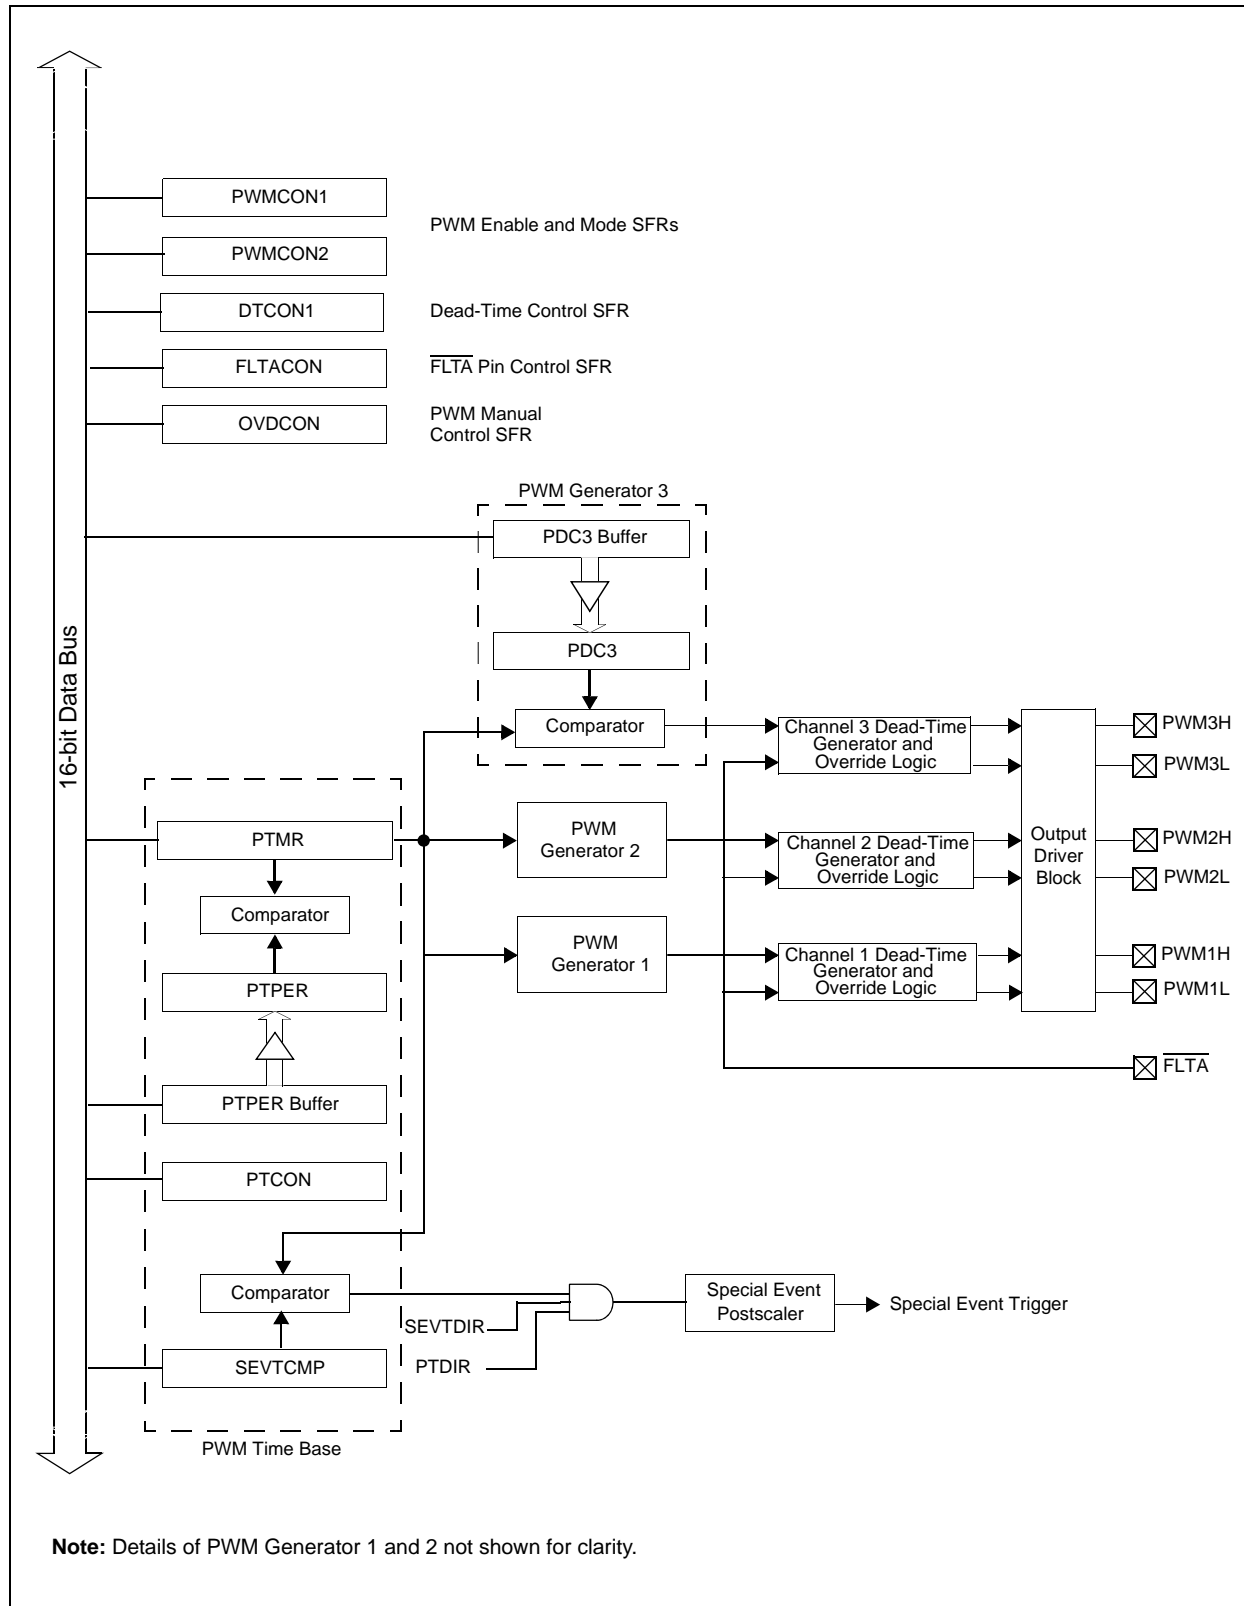 16-bit Data Bus
PWMCON1
PWM Enable and Mode SFRs
PWMCON2
DTCON1
Dead-Time Control SFR
FLTACON
FLTA Pin Control SFR
OVDCON
PWM Manual
Control SFR
PWM Generator 3
PDC3 Buffer
PDC3
Comparator
Channel 3 Dead-Time
Generator and
Override Logic
PWM3H
PWM3L
PTMR
PWM
Generator 2
Channel 2 Dead-Time
Generator and
Override Logic
Output
Driver
Block
PWM2H
PWM2L
Comparator
PWM
Generator 1
Channel 1 Dead-Time
Generator and
Override Logic
PWM1H
PWM1L
PTPER
FLTA
PTPER Buffer
PTCON
Comparator
SEVTDIR
PTDIR
Special Event
Postscaler
Special Event Trigger
SEVTCMP
PWM Time Base
Note: Details of PWM Generator 1 and 2 not shown for clarity.